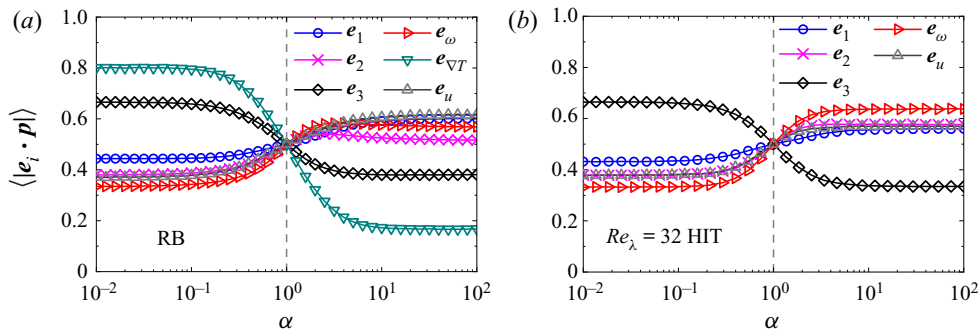 (a)
1.0
0.8
0.6
0.4
0.2
0
⟨|e_i · p|⟩
e_1 e_ω
e_2 e_∇T
e_3 e_u
RB
10^−2 10^−1 10^0 10^1 10^2
α
(b)
1.0
0.8
0.6
0.4
0.2
0
e_1 e_ω
e_2 e_u
e_3
Re_λ = 32 HIT
10^−2 10^−1 10^0 10^1 10^2
α